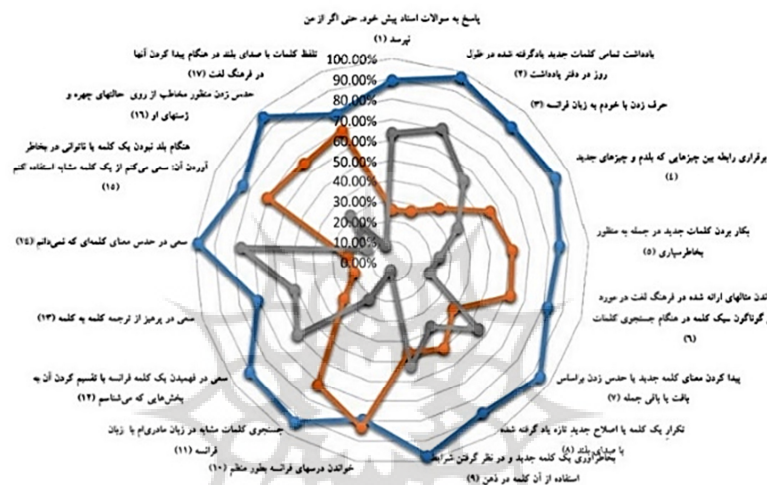 پاسخ به سوالات استاد پیش خود، حتی اگر از من
نپرسد (۱)
یادداشت تمامی کلمات جدید یادگرفته شده در طول
روز در دفتر یادداشت (۲)
حرف زدن با خودم به زبان فرانسه (۳)
برقراری رابطه بین چیزهایی که بلدم و چیزهای جدید
(۴)
بکار بردن کلمات جدید در جمله به منظور
بخاطرسپاری (۵)
ندن مثالهای ارائه شده در فرهنگ لغت در مورد
گوناگون سبک کلمه در هنگام جستجوی کلمات
(۶)
پیدا کردن معنای کلمه جدید با حدس زدن براساس
بافت یا باقی جمله (۷)
تکرار یک کلمه یا اصلاح جدید تازه یاد گرفته شده
با صدای بلند (۸)
بخاطرآوری یک کلمه جدید و در نظر گرفتن شرایط
استفاده از آن کلمه در ذهن (۹)
خواندن درسهای فرانسه بطور منظم (۱۰)
جستجوی کلمات مشابه در زبان مادری‌ام با زبان
فرانسه (۱۱)
سعی در فهمیدن یک کلمه فرانسه با تقسیم کردن آن به
بخش‌هایی که می‌شناسم (۱۲)
سعی در پرهیز از ترجمه کلمه به کلمه (۱۳)
سعی در حدس معنای کلمه‌ای که نمی‌دانم (۱۴)
هنگام بلد نبودن یک کلمه یا ناتوانی در بخاطر
آوردن آن: سعی می‌کنم از یک کلمه مشابه استفاده کنم
(۱۵)
حدس زدن منظور مخاطب از روی حالتهای چهره و
ژستهای او (۱۶)
تلفظ کلمات با صدای بلند در هنگام پیدا کردن آنها
در فرهنگ لغت (۱۷)
100.00%
90.00%
80.00%
70.00%
60.00%
50.00%
40.00%
30.00%
20.00%
10.00%
0.00%